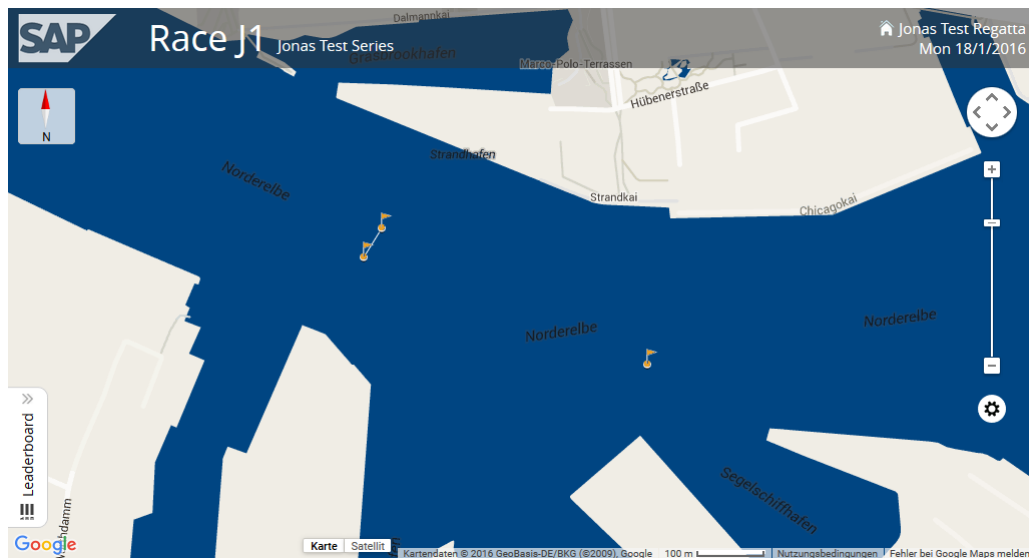 SAP
Race J1 Jonas Test Series
Jonas Test Regatta
Mon 18/1/2016
Dalmannkai
Grasbrookhafen
Marco-Polo-Terrassen
Hübenerstraße
N
Strandhafen
Norderelbe
Strandkai
Chicagokai
Norderelbe
Norderelbe
Leaderboard
Segelschiffhafen
Google
Karte Satellit
Kartendaten © 2016 GeoBasis-DE/BKG (©2009), Google 100 m Nutzungsbedingungen Fehler bei Google Maps melden